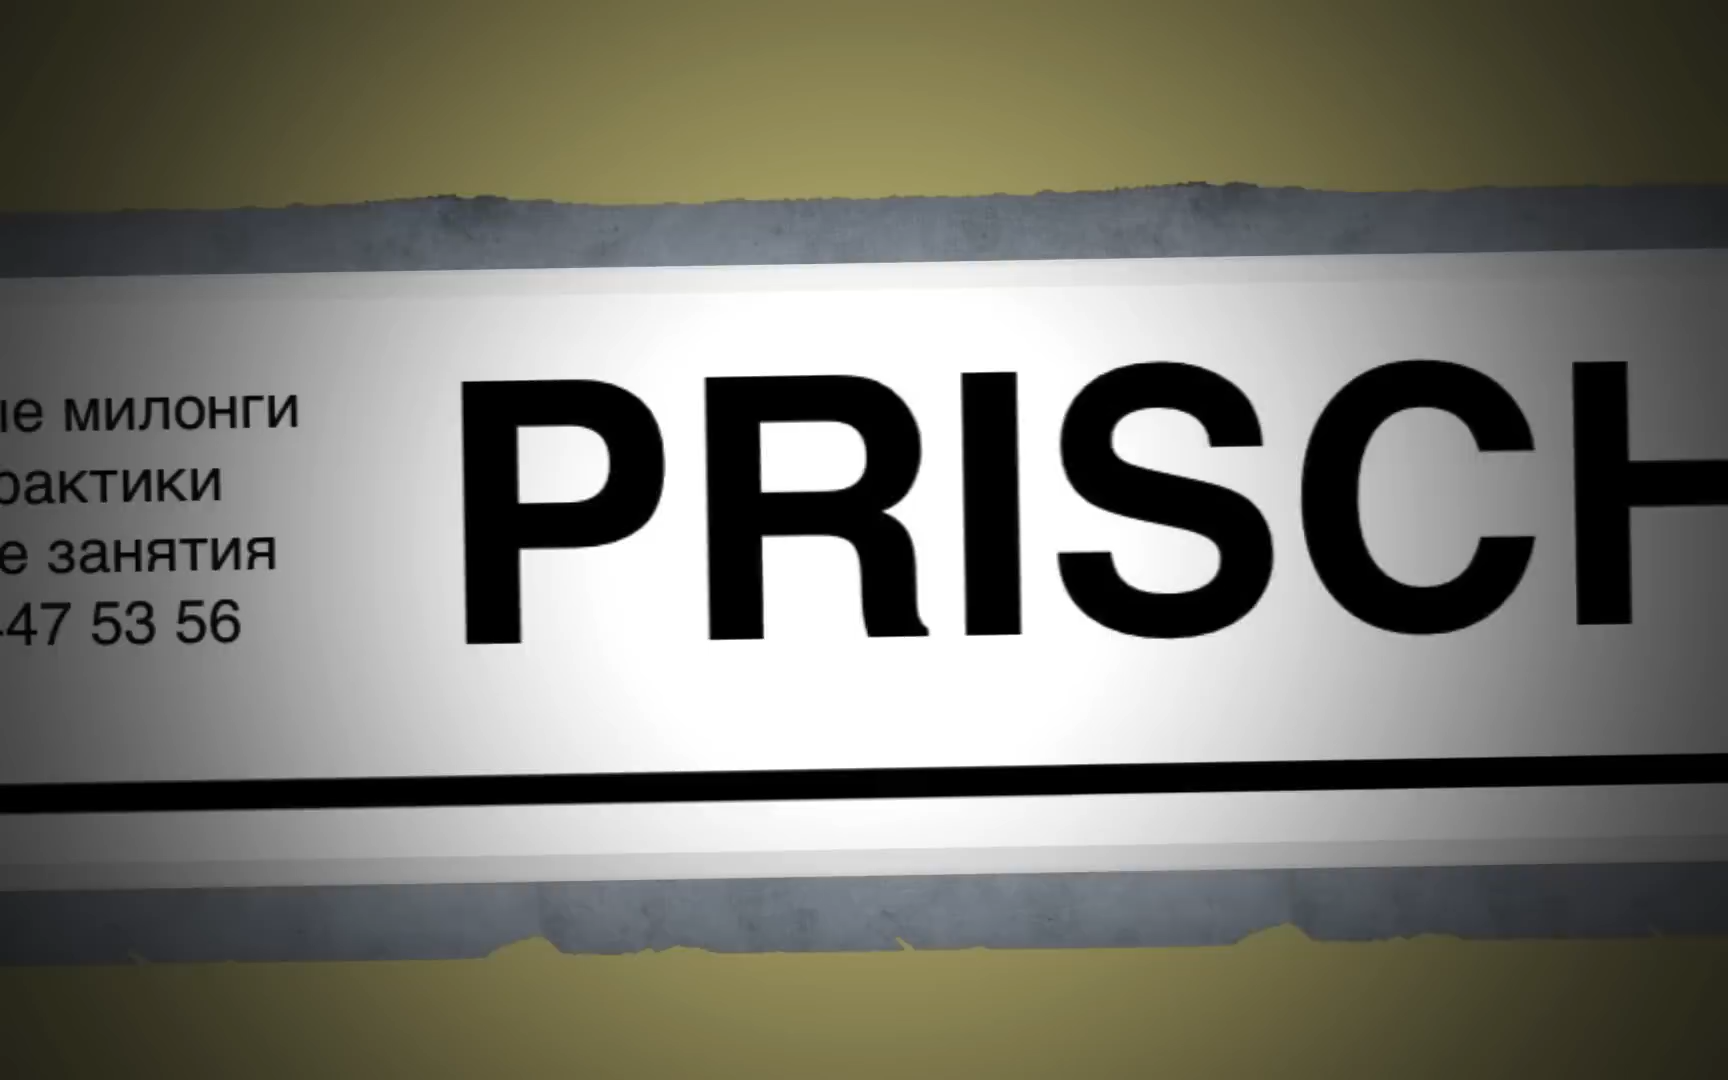 ые милонги
рактики
е занятия
47 53 56
PRISCH